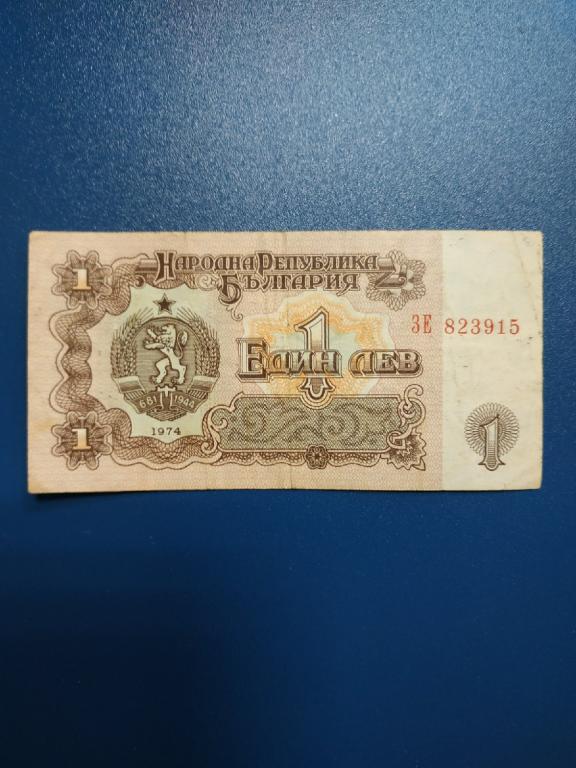 НАРОДНА РЕПУБЛИКА
БЪЛГАРИЯ
1
1
ЕДИН ЛЕВ
ЗЕ 823915
681 1944
1974
1
1